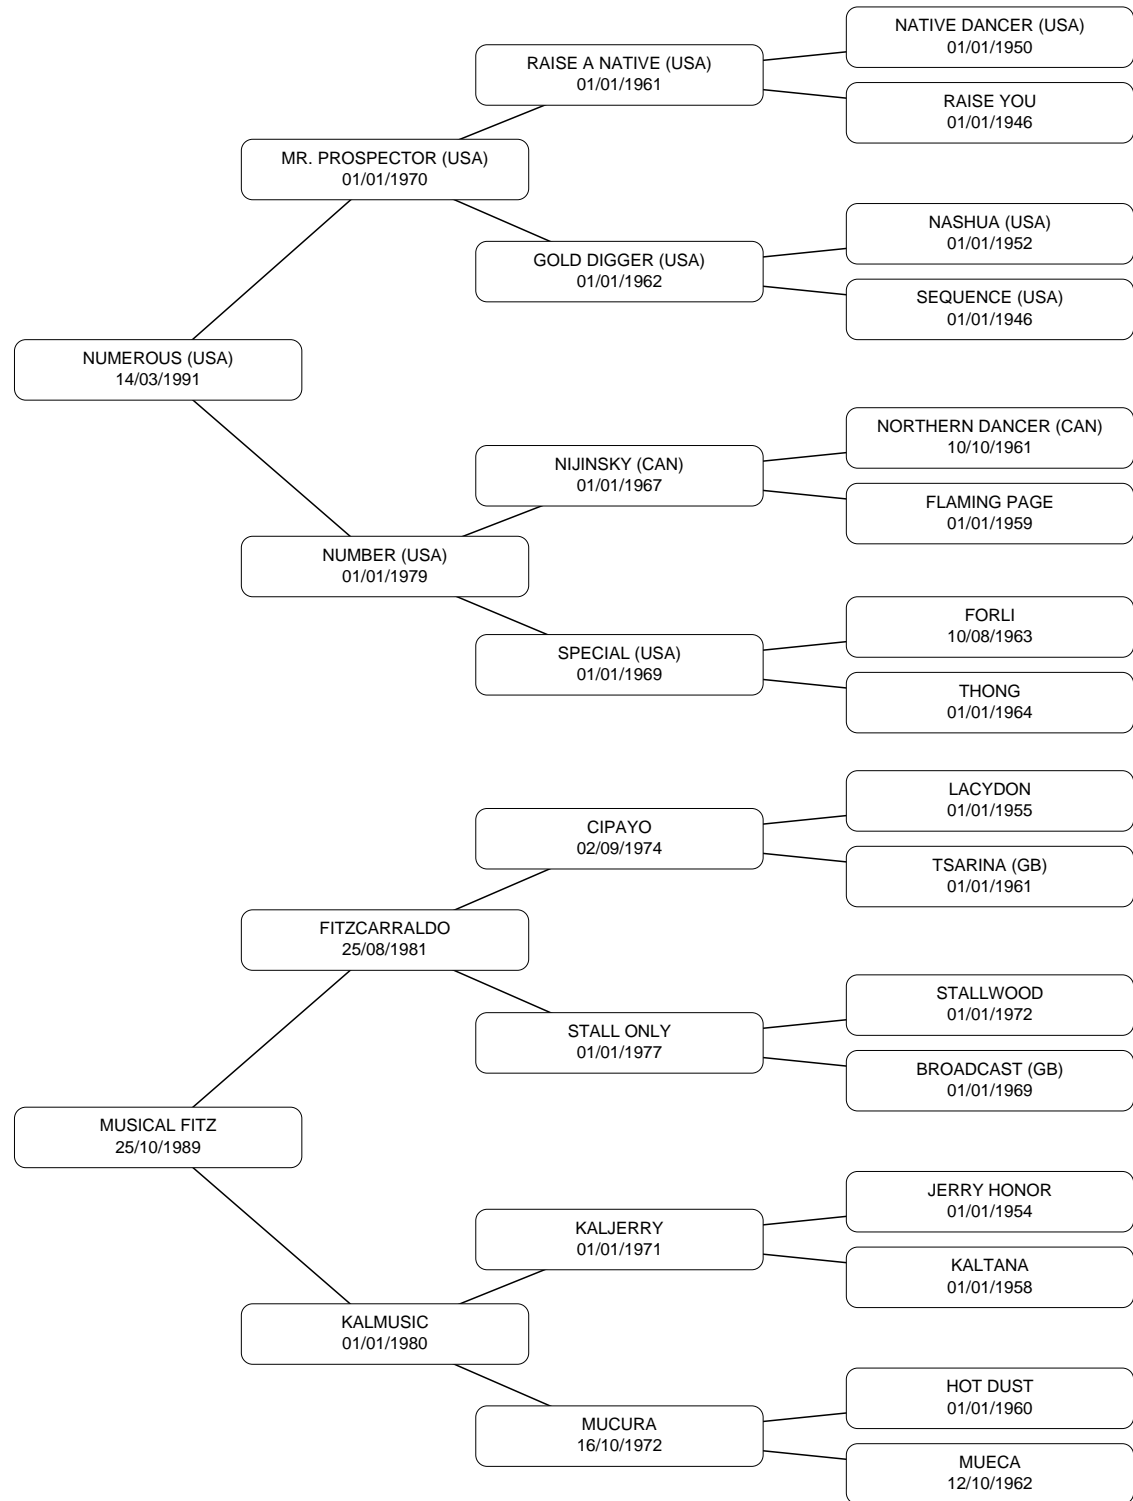 NATIVE DANCER (USA)
01/01/1950
RAISE A NATIVE (USA)
01/01/1961
RAISE YOU
01/01/1946
MR. PROSPECTOR (USA)
01/01/1970
NASHUA (USA)
01/01/1952
GOLD DIGGER (USA)
01/01/1962
SEQUENCE (USA)
01/01/1946
NUMEROUS (USA)
14/03/1991
NORTHERN DANCER (CAN)
10/10/1961
NIJINSKY (CAN)
01/01/1967
FLAMING PAGE
01/01/1959
NUMBER (USA)
01/01/1979
FORLI
10/08/1963
SPECIAL (USA)
01/01/1969
THONG
01/01/1964
LACYDON
01/01/1955
CIPAYO
02/09/1974
TSARINA (GB)
01/01/1961
FITZCARRALDO
25/08/1981
STALLWOOD
01/01/1972
STALL ONLY
01/01/1977
BROADCAST (GB)
01/01/1969
MUSICAL FITZ
25/10/1989
JERRY HONOR
01/01/1954
KALJERRY
01/01/1971
KALTANA
01/01/1958
KALMUSIC
01/01/1980
HOT DUST
01/01/1960
MUCURA
16/10/1972
MUECA
12/10/1962